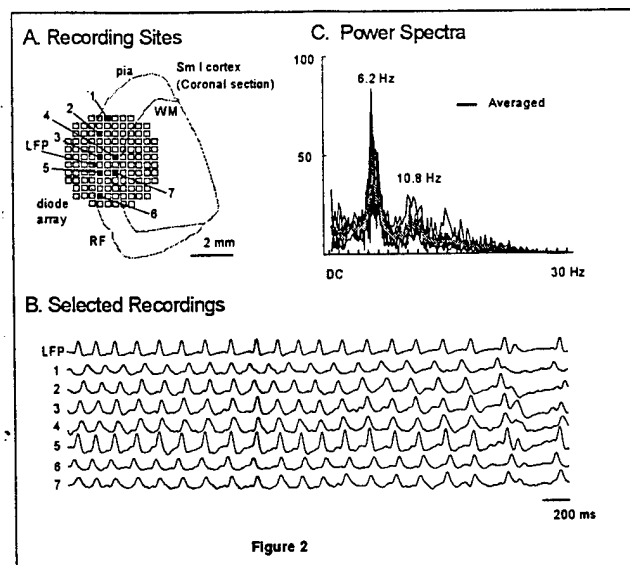 A. Recording Sites
pia
Sm I cortex
(Coronal section)
WM
1
2
4
3
LFP
5
7
6
diode
array
RF
2 mm
C. Power Spectra
100
6.2 Hz
Averaged
50
10.8 Hz
DC
30 Hz
B. Selected Recordings
LFP
1
2
3
4
5
6
7
200 ms
Figure 2